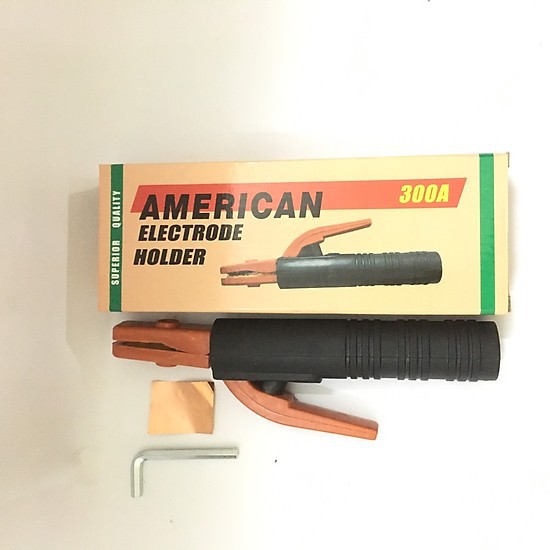 SUPERIOR QUALITY
AMERICAN
300A
ELECTRODE
HOLDER